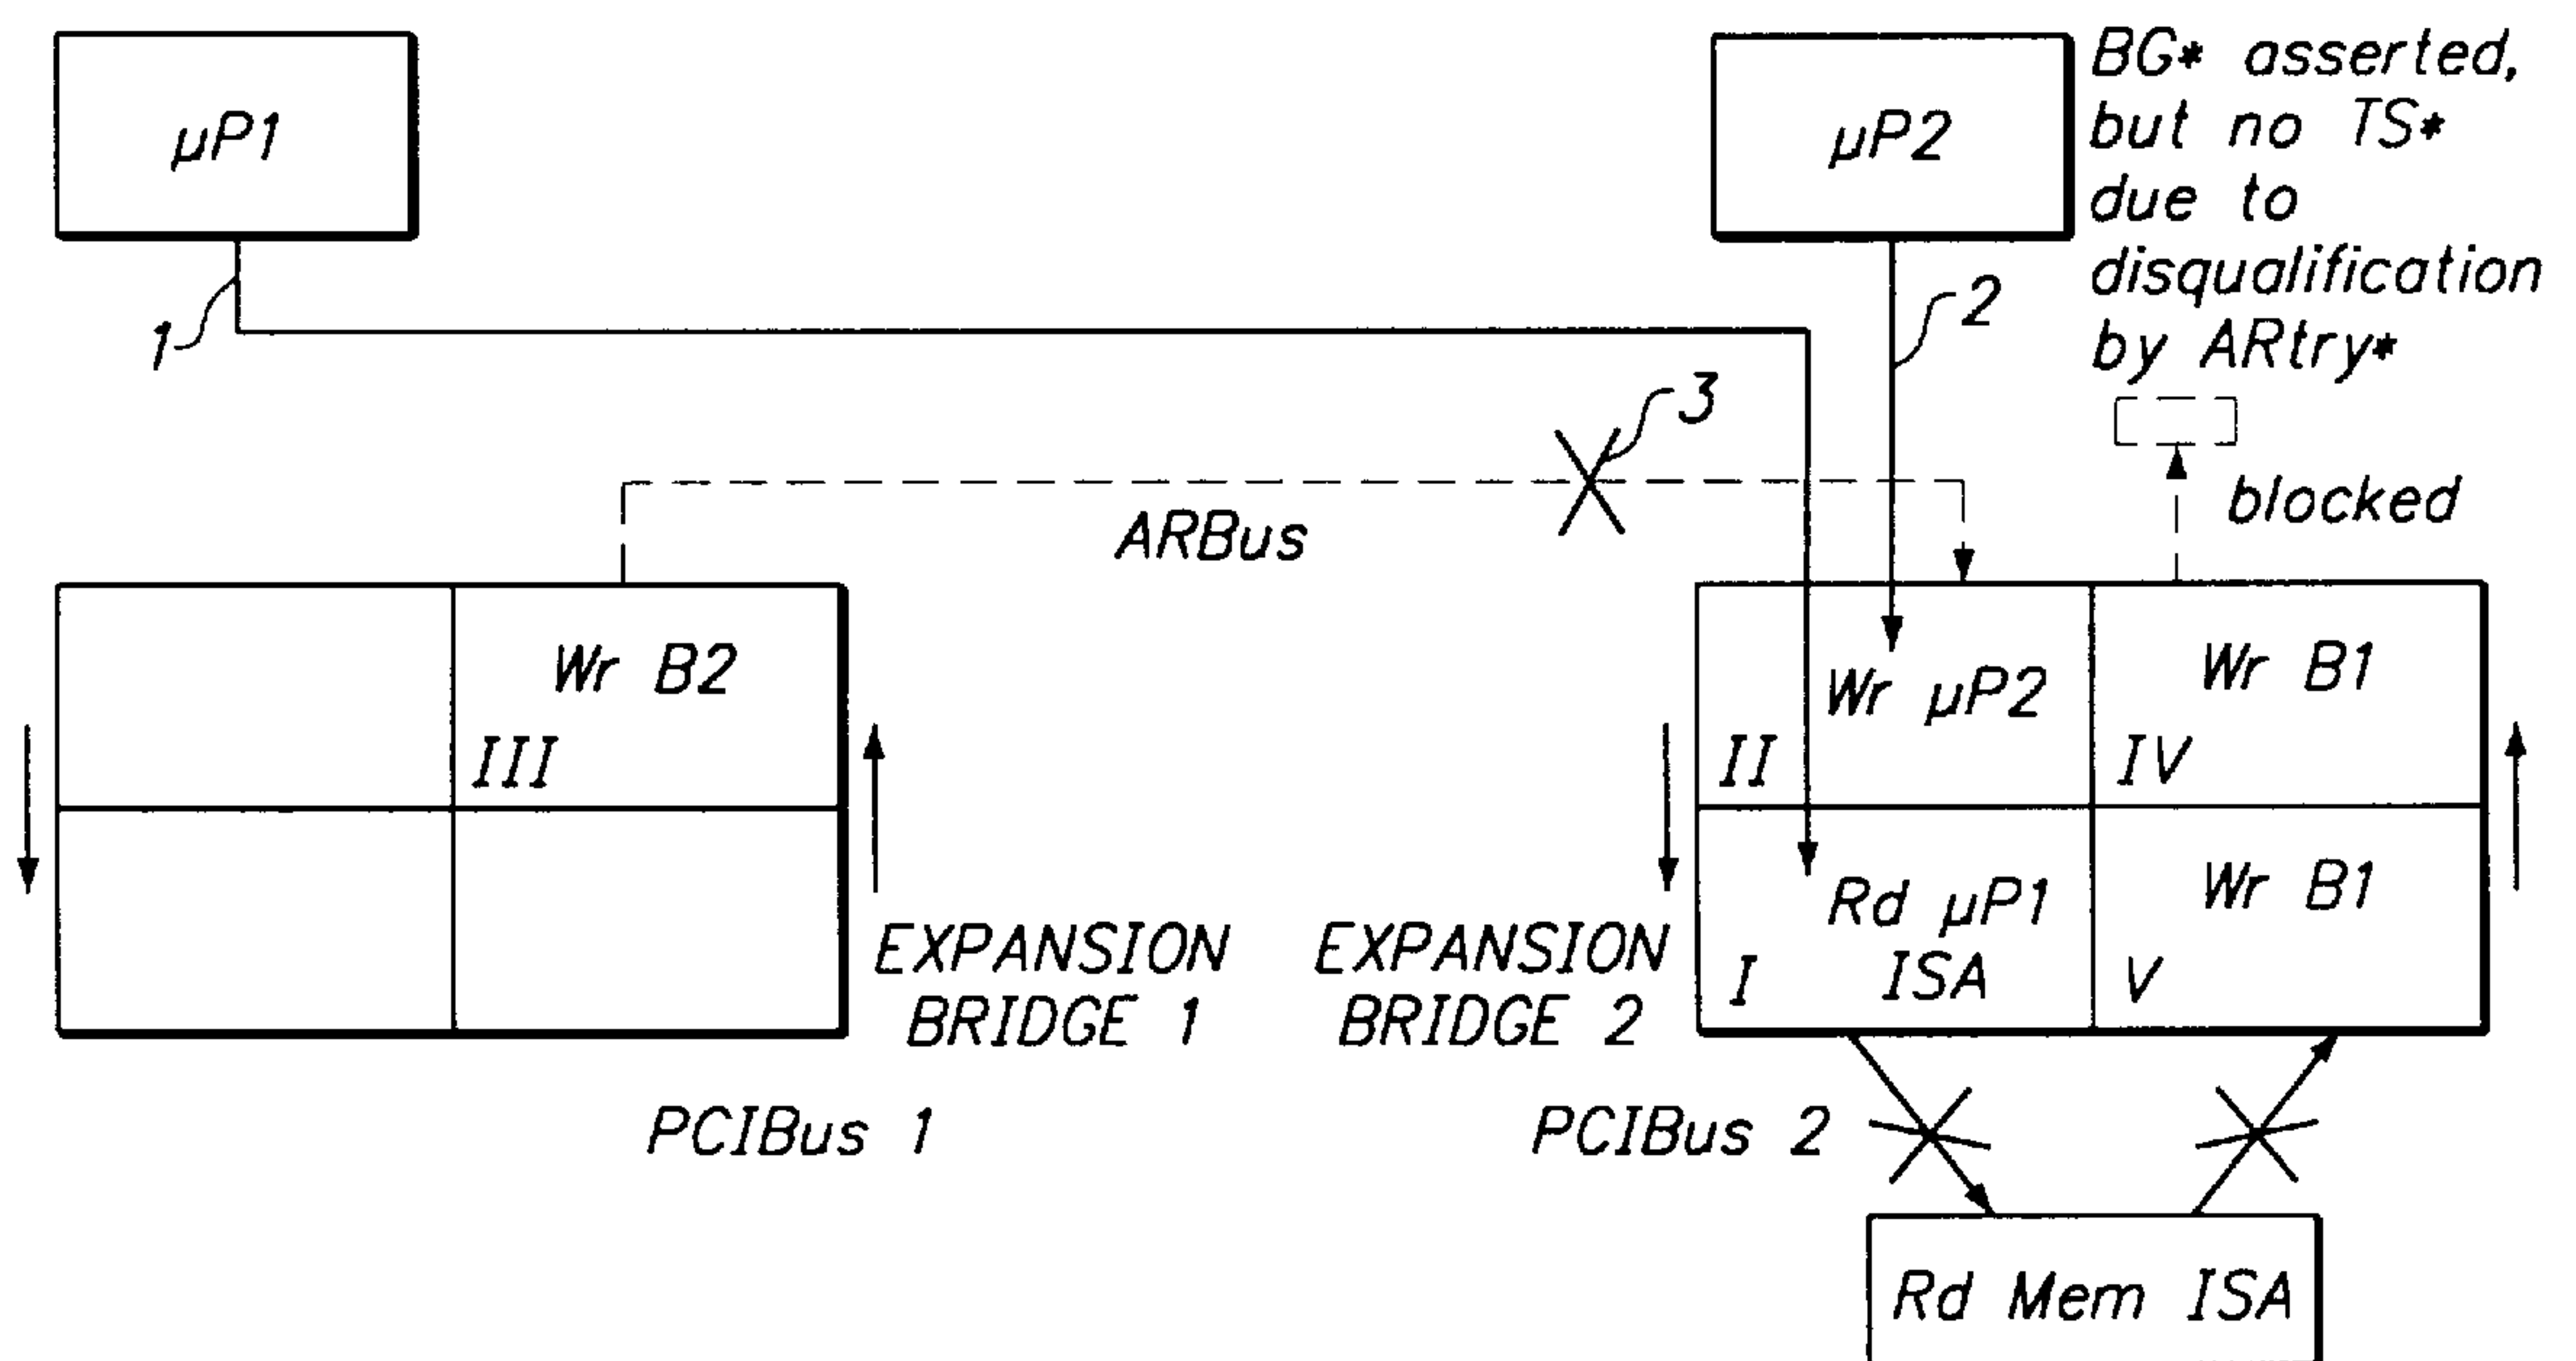 µP1
µP2
BG* asserted,
but no TS*
due to
disqualification
by ARtry*
1
2
3
ARBus
blocked
Wr B2
III
Wr µP2
II
Wr B1
IV
Rd µP1
ISA
I
Wr B1
V
EXPANSION
BRIDGE 1
EXPANSION
BRIDGE 2
PCIBus 1
PCIBus 2
Rd Mem ISA